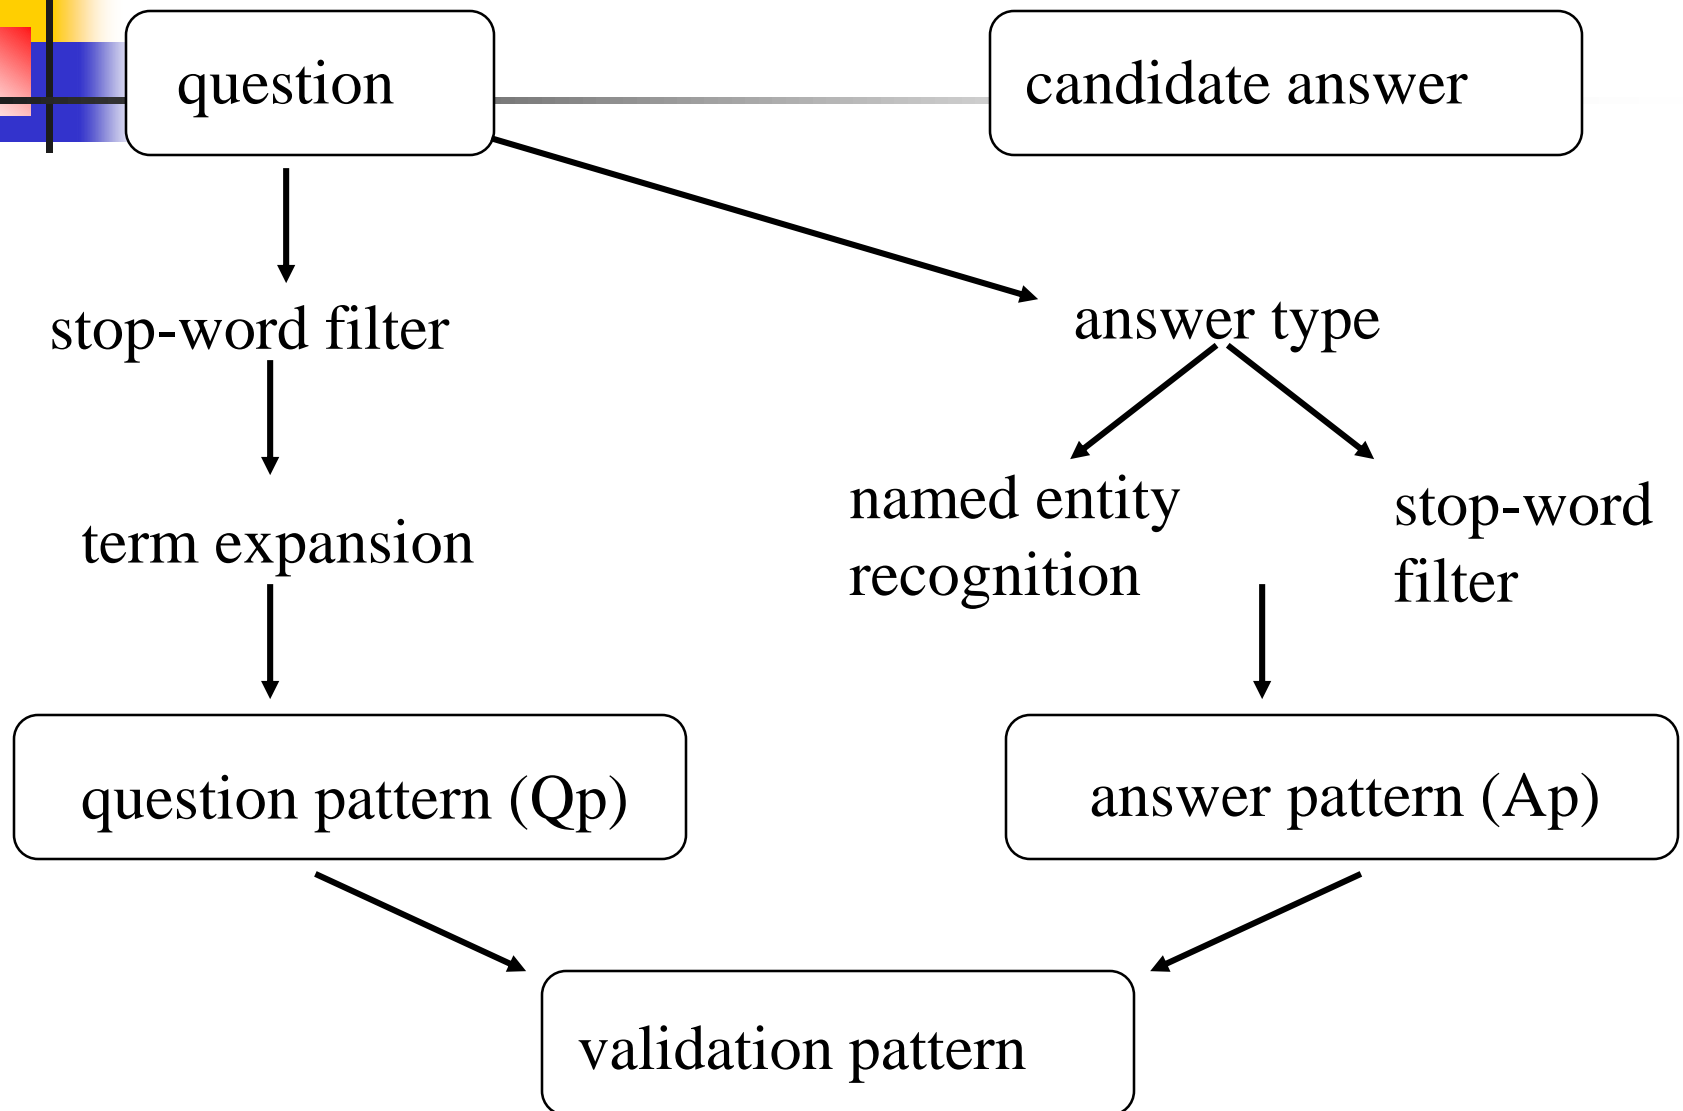 question
candidate answer
stop-word filter
answer type
term expansion
named entity
recognition
stop-word
filter
question pattern (Qp)
answer pattern (Ap)
validation pattern